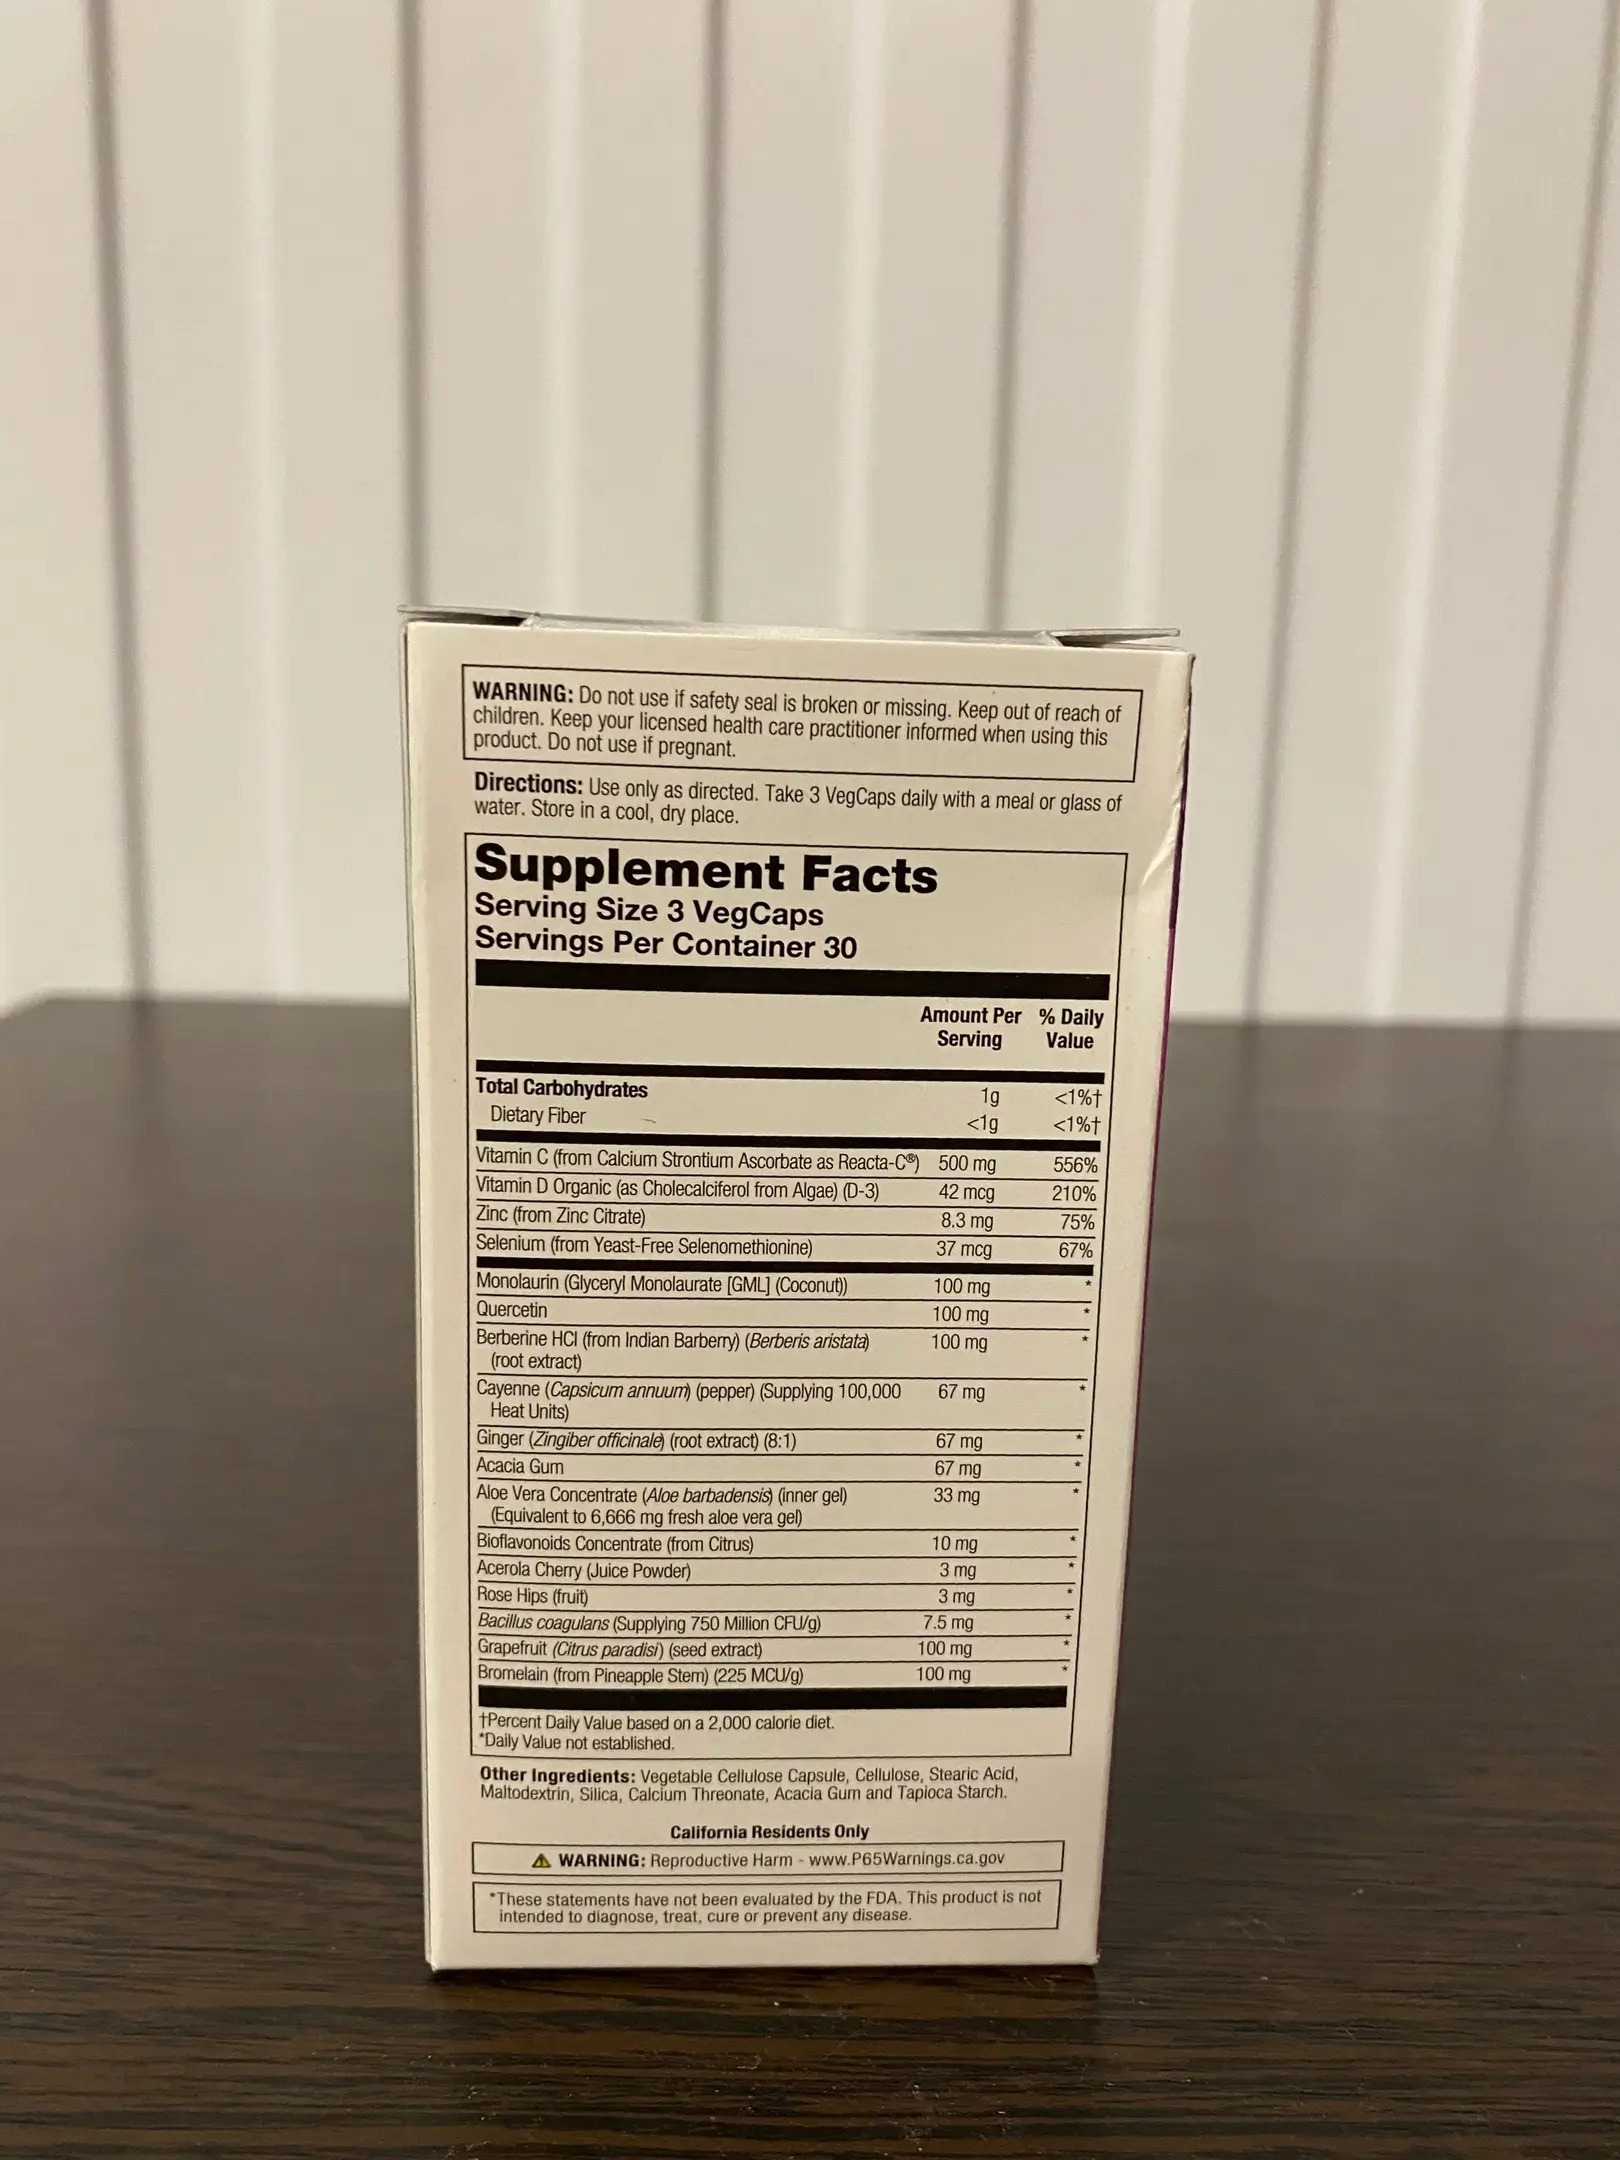 WARNING: Do not use if safety seal is broken or missing. Keep out of reach of
children. Keep your licensed health care practitioner informed when using this
product. Do not use if pregnant.
Directions: Use only as directed. Take 3 VegCaps daily with a meal or glass of
water. Store in a cool, dry place.
Supplement Facts
Serving Size 3 VegCaps
Servings Per Container 30
Amount Per % Daily
Serving Value
Total Carbohydrates 1g <1%†
Dietary Fiber <1g <1%†
Vitamin C (from Calcium Strontium Ascorbate as Reacta-C®) 500 mg 556%
Vitamin D Organic (as Cholecalciferol from Algae) (D-3) 42 mcg 210%
Zinc (from Zinc Citrate) 8.3 mg 75%
Selenium (from Yeast-Free Selenomethionine) 37 mcg 67%
Monolaurin (Glyceryl Monolaurate [GML] (Coconut)) 100 mg *
Quercetin 100 mg *
Berberine HCl (from Indian Barberry) (Berberis aristata) 100 mg *
(root extract)
Cayenne (Capsicum annuum) (pepper) (Supplying 100,000 67 mg *
Heat Units)
Ginger (Zingiber officinale) (root extract) (8:1) 67 mg *
Acacia Gum 67 mg *
Aloe Vera Concentrate (Aloe barbadensis) (inner gel) 33 mg *
(Equivalent to 6,666 mg fresh aloe vera gel)
Bioflavonoids Concentrate (from Citrus) 10 mg *
Acerola Cherry (Juice Powder) 3 mg *
Rose Hips (fruit) 3 mg *
Bacillus coagulans (Supplying 750 Million CFU/g) 7.5 mg *
Grapefruit (Citrus paradisi) (seed extract) 100 mg *
Bromelain (from Pineapple Stem) (225 MCU/g) 100 mg *
†Percent Daily Value based on a 2,000 calorie diet.
*Daily Value not established.
Other Ingredients: Vegetable Cellulose Capsule, Cellulose, Stearic Acid,
Maltodextrin, Silica, Calcium Threonate, Acacia Gum and Tapioca Starch.
California Residents Only
WARNING: Reproductive Harm - www.P65Warnings.ca.gov
*These statements have not been evaluated by the FDA. This product is not
intended to diagnose, treat, cure or prevent any disease.